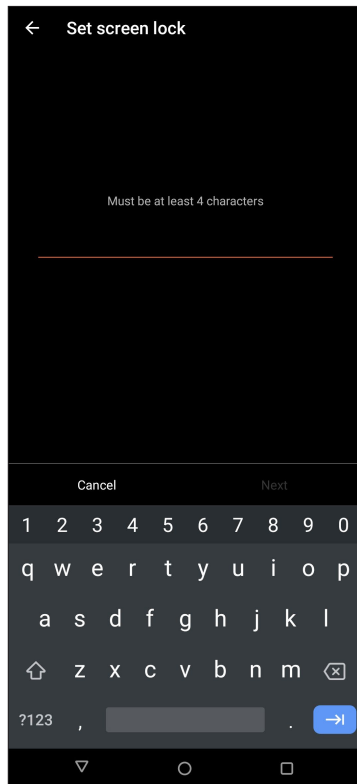 Set screen lock
Must be at least 4 characters
Cancel Next
1 2 3 4 5 6 7 8 9 0
q w e r t y u i o p
a s d f g h j k l
z x c v b n m
?123 , .